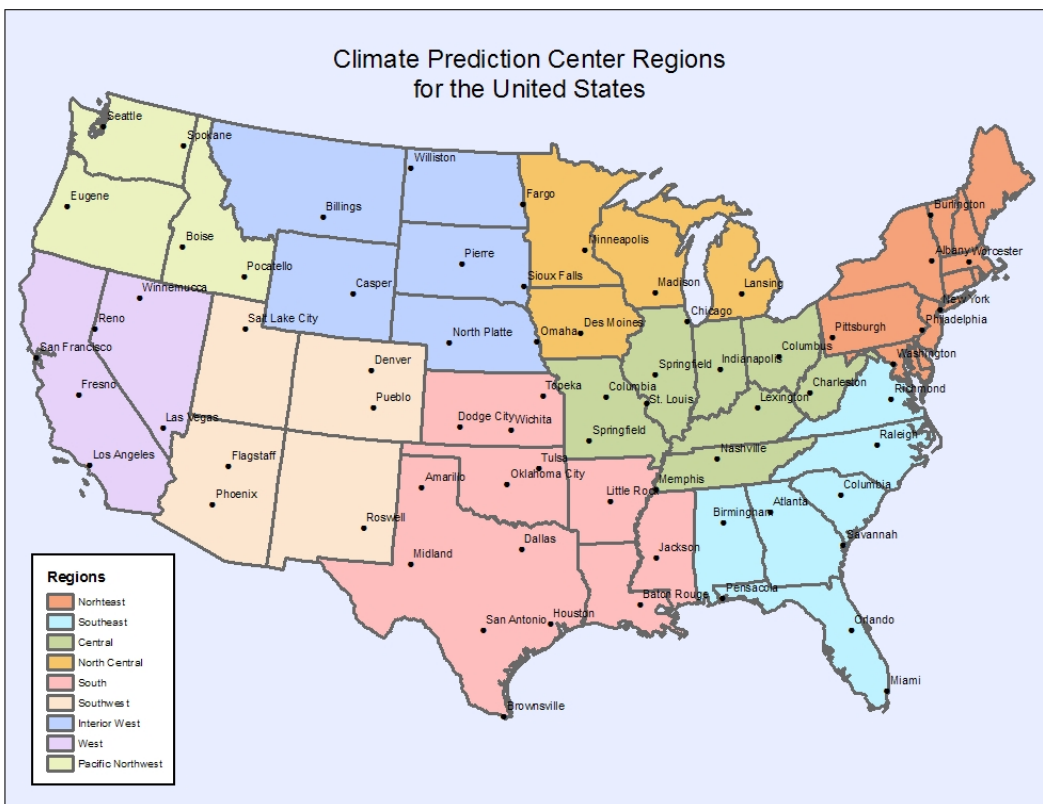 Climate Prediction Center Regions
for the United States
Seattle
Spokane
Williston
Eugene
Fargo
Billings
Burlington
Boise
Minneapolis
Pierre
Albany
Worcester
Pocatello
Sioux Falls
Casper
Madison
Lansing
Winnemucca
New York
Reno
Salt Lake City
Chicago
Philadelphia
North Platte
Omaha
Des Moines
Pittsburgh
San Francisco
Denver
Springfield
Indianapolis
Columbus
Washington
Fresno
Pueblo
Topeka
Columbia
Charleston
Richmond
Las Vegas
Dodge City
Wichita
St. Louis
Lexington
Springfield
Raleigh
Los Angeles
Flagstaff
Tulsa
Nashville
Amarillo
Oklahoma City
Memphis
Columbia
Phoenix
Little Roc
Birmingham
Atlanta
Roswell
Savannah
Midland
Dallas
Jackson
Baton Rouge
Pensacola
San Antonio
Houston
Orlando
Miami
Brownsville
Regions
Norhteast
Southeast
Central
North Central
South
Southwest
Interior West
West
Pacific Northwest